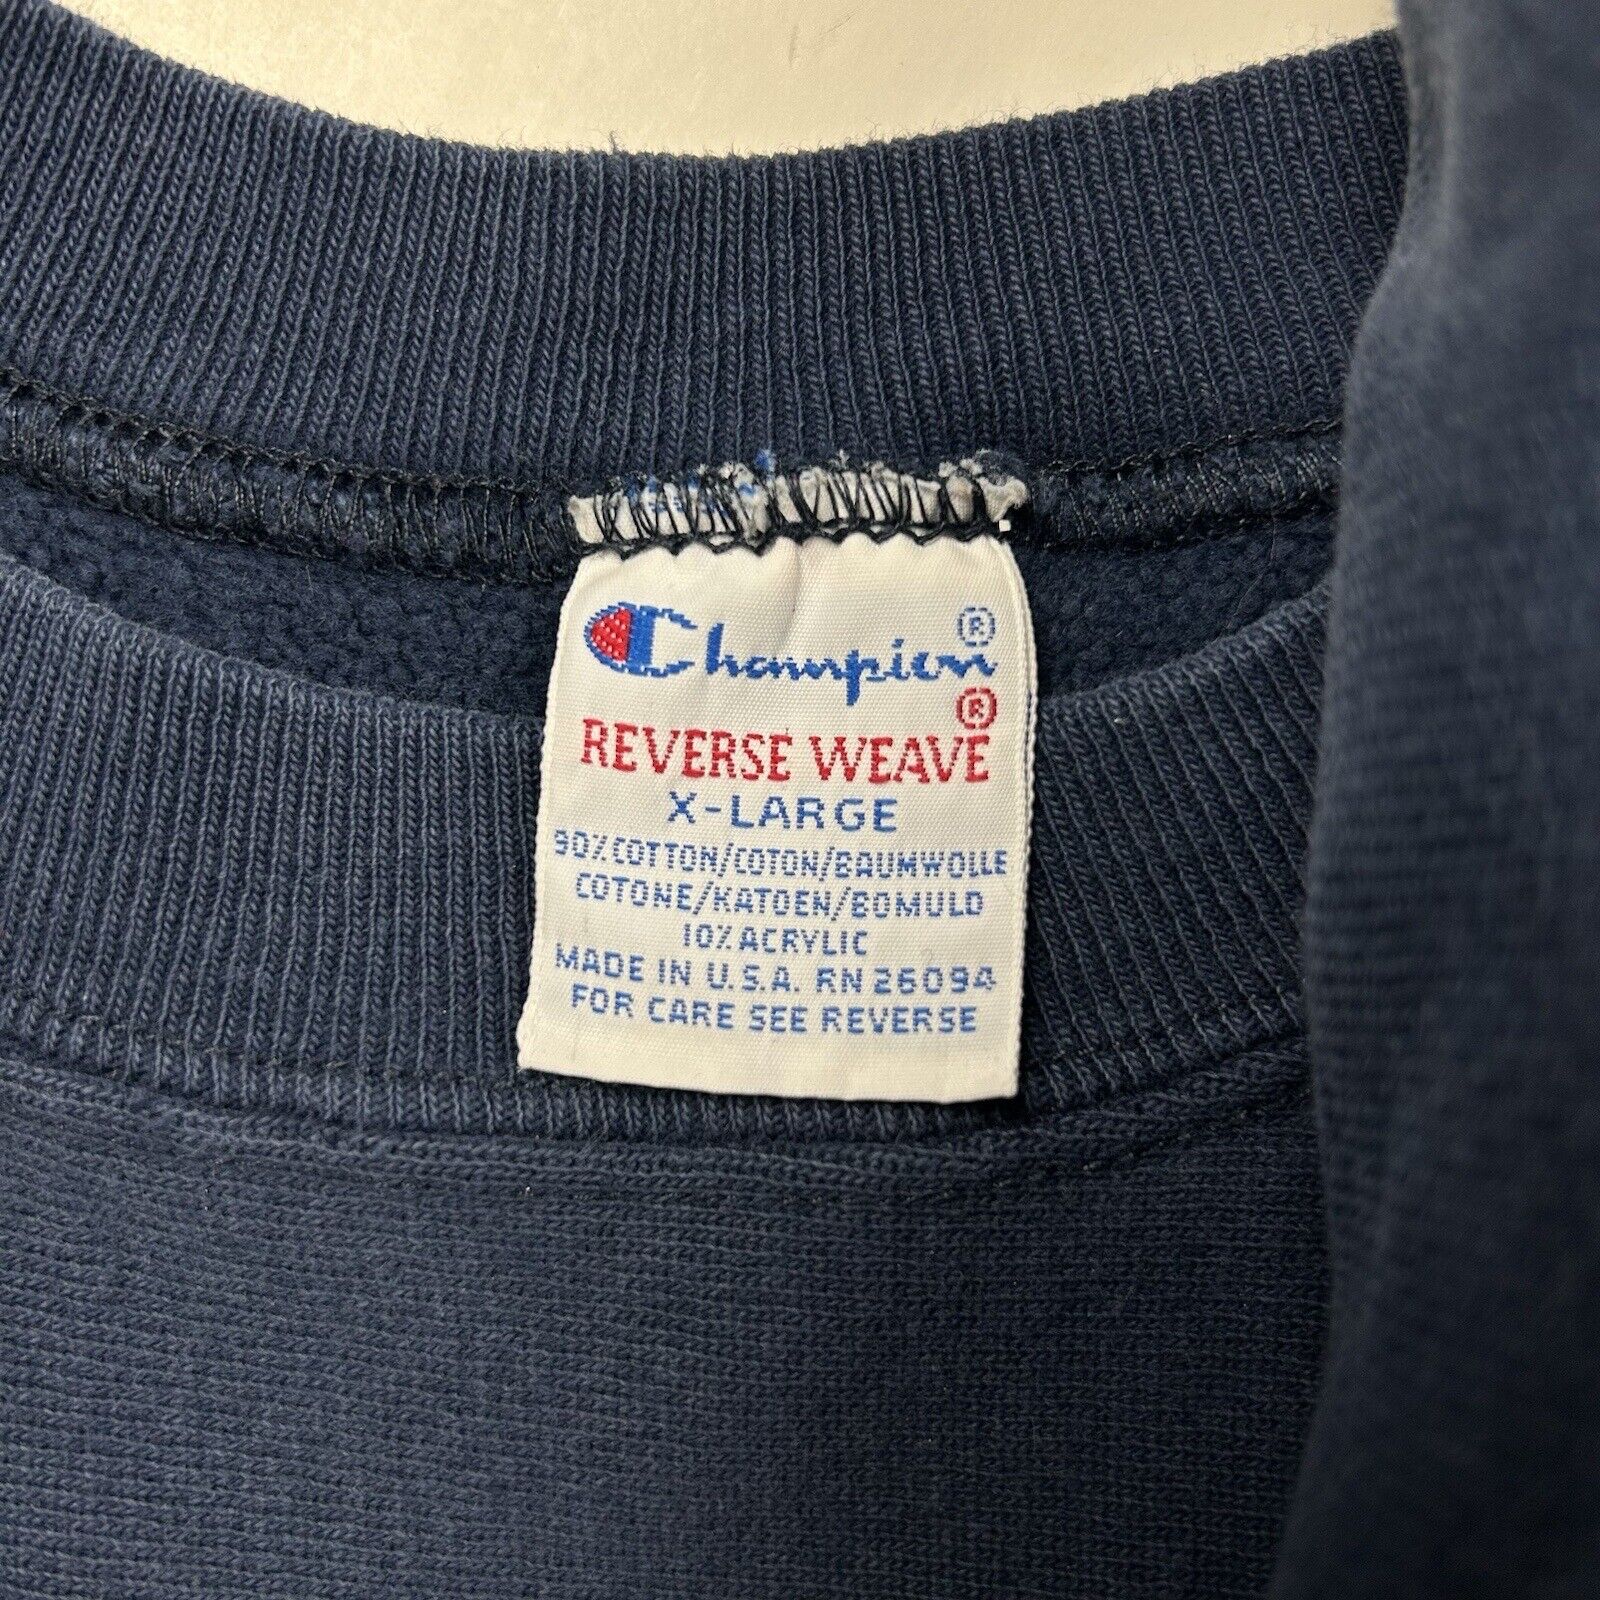 Champion®
REVERSE WEAVE®
X-LARGE
90% COTTON/COTON/BAUMWOLLE
COTONE/KATOEN/BOMULD
10% ACRYLIC
MADE IN U.S.A. RN 26094
FOR CARE SEE REVERSE